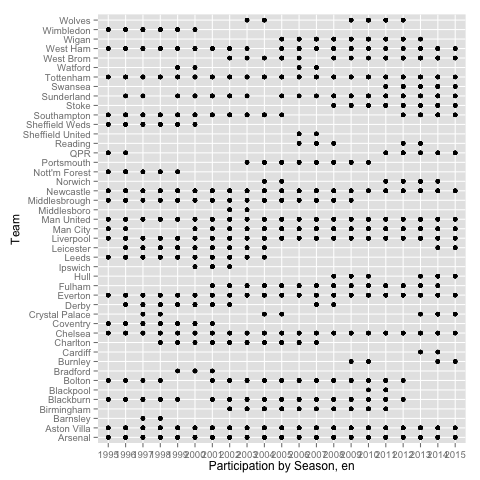 Wolves
Wimbledon
Wigan
West Ham
West Brom
Watford
Tottenham
Swansea
Sunderland
Stoke
Southampton
Sheffield Weds
Sheffield United
Reading
QPR
Portsmouth
Nott'm Forest
Norwich
Newcastle
Middlesbrough
Middlesboro
Man United
Man City
Liverpool
Leicester
Leeds
Ipswich
Hull
Fulham
Everton
Derby
Crystal Palace
Coventry
Chelsea
Charlton
Cardiff
Burnley
Bradford
Bolton
Blackpool
Blackburn
Birmingham
Barnsley
Aston Villa
Arsenal
Team
1995 1996 1997 1998 1999 2000 2001 2002 2003 2004 2005 2006 2007 2008 2009 2010 2011 2012 2013 2014 2015
Participation by Season, en